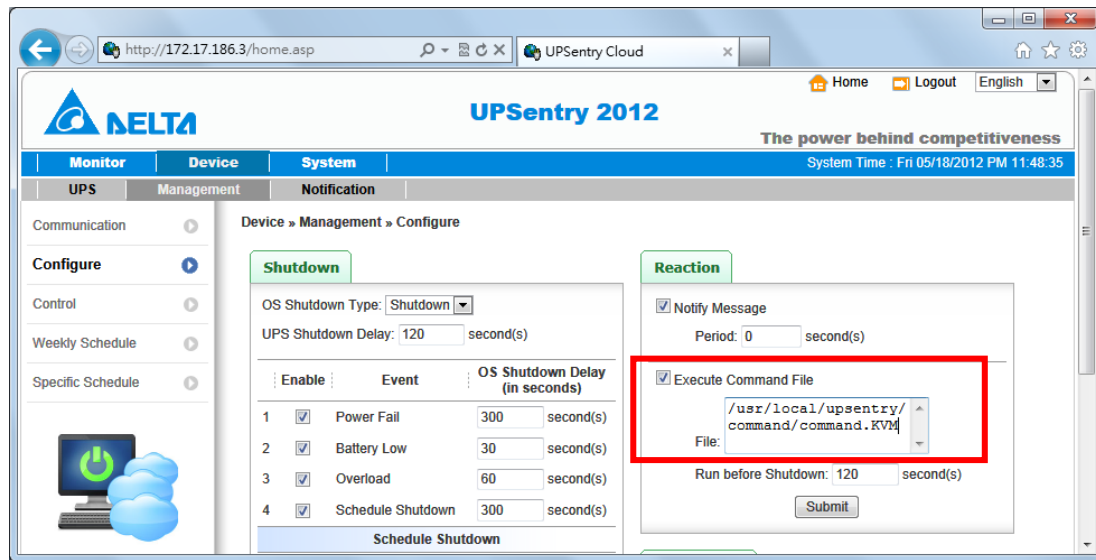 http://172.17.186.3/home.asp
UPSentry Cloud
Home Logout English
DELTA
UPSentry 2012
The power behind competitiveness
Monitor Device System
System Time : Fri 05/18/2012 PM 11:48:35
UPS Management Notification
Communication
Configure
Control
Weekly Schedule
Specific Schedule
Device » Management » Configure
Shutdown
OS Shutdown Type: Shutdown
UPS Shutdown Delay: 120 second(s)
Enable Event OS Shutdown Delay
(in seconds)
1 Power Fail 300 second(s)
2 Battery Low 30 second(s)
3 Overload 60 second(s)
4 Schedule Shutdown 300 second(s)
Schedule Shutdown
Reaction
Notify Message
Period: 0 second(s)
Execute Command File
/usr/local/upsentry/
command/command.KVM
File:
Run before Shutdown: 120 second(s)
Submit